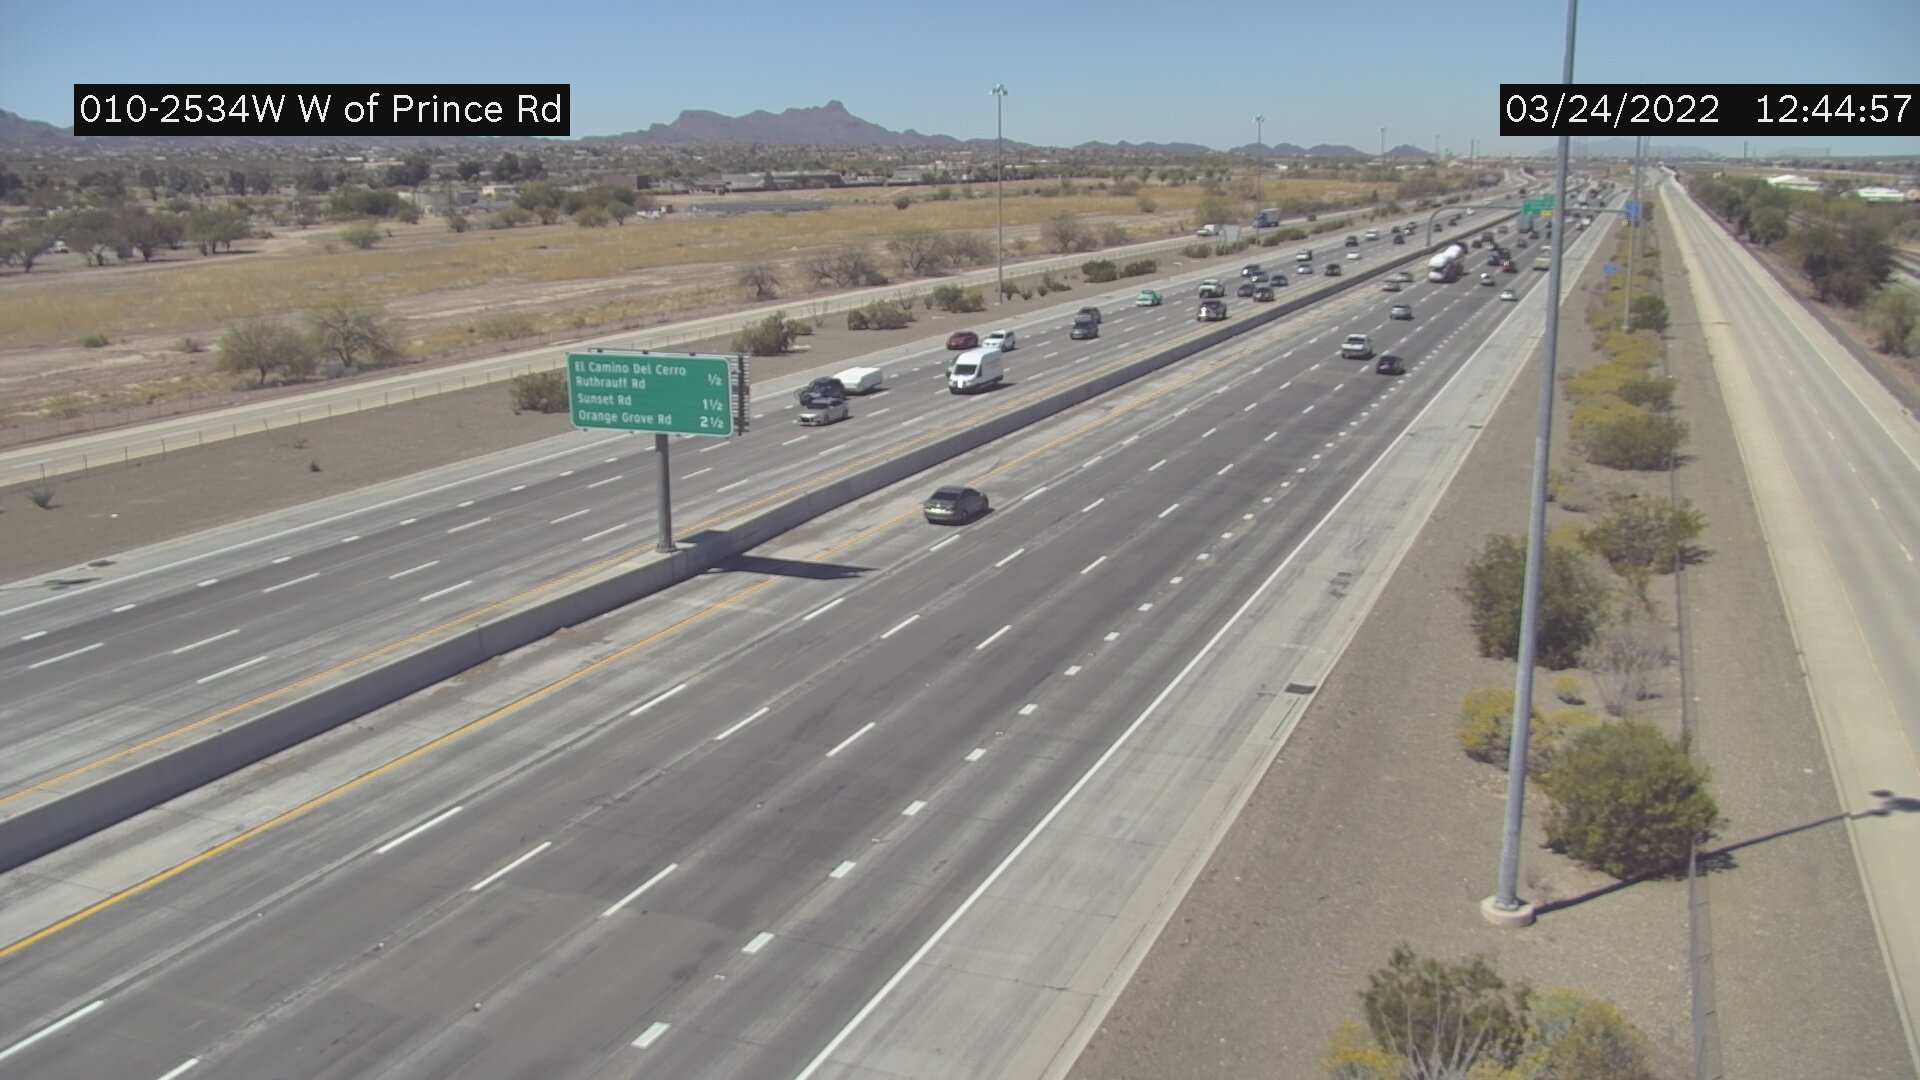 010-2534W W of Prince Rd
03/24/2022 12:44:57
El Camino Del Cerro
Ruthrauff Rd ½
Sunset Rd 1½
Orange Grove Rd 2½